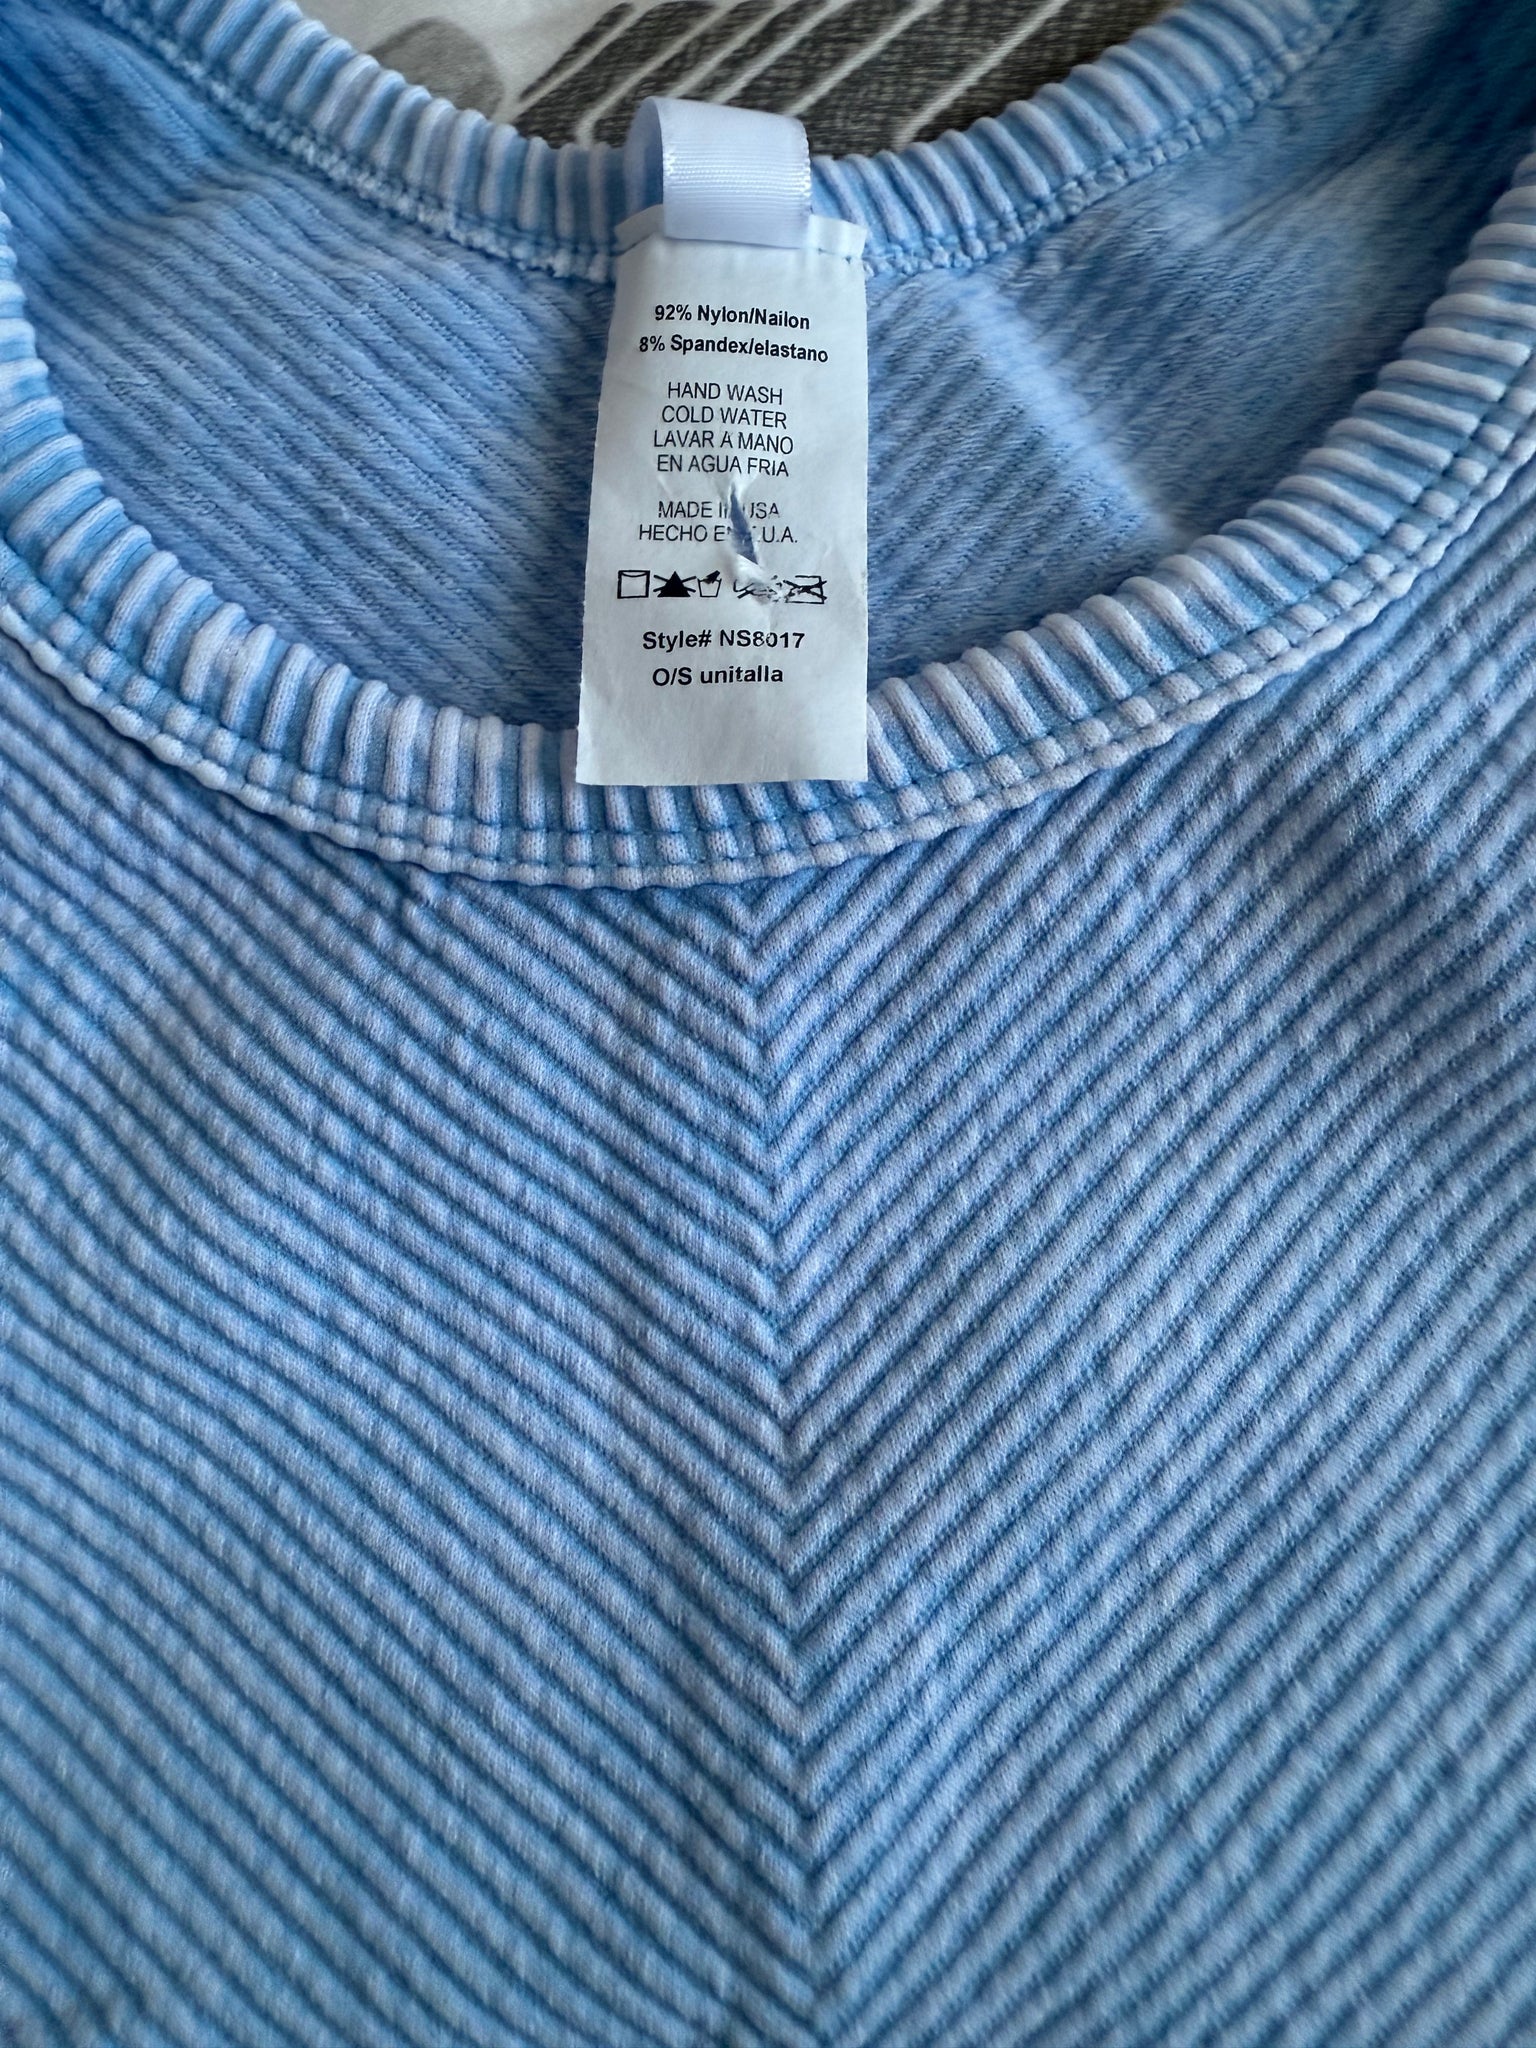 92% Nylon/Nailon
8% Spandex/elastano
HAND WASH
COLD WATER
LAVAR A MANO
EN AGUA FRIA
MADE USA
HECHO
Style# NS8017
O/S unitalla